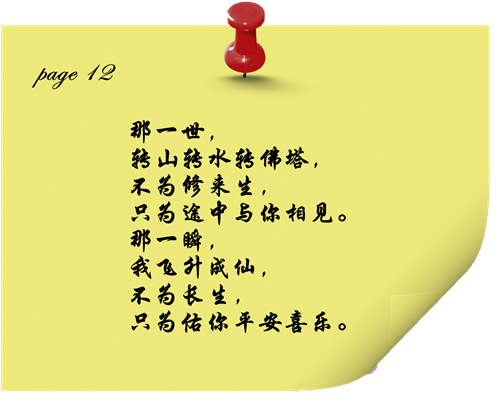 page 12
那一世，
转山转水转佛塔，
不为修来生，
只为途中与你相见。
那一瞬，
我飞升成仙，
不为长生，
只为佑你平安喜乐。